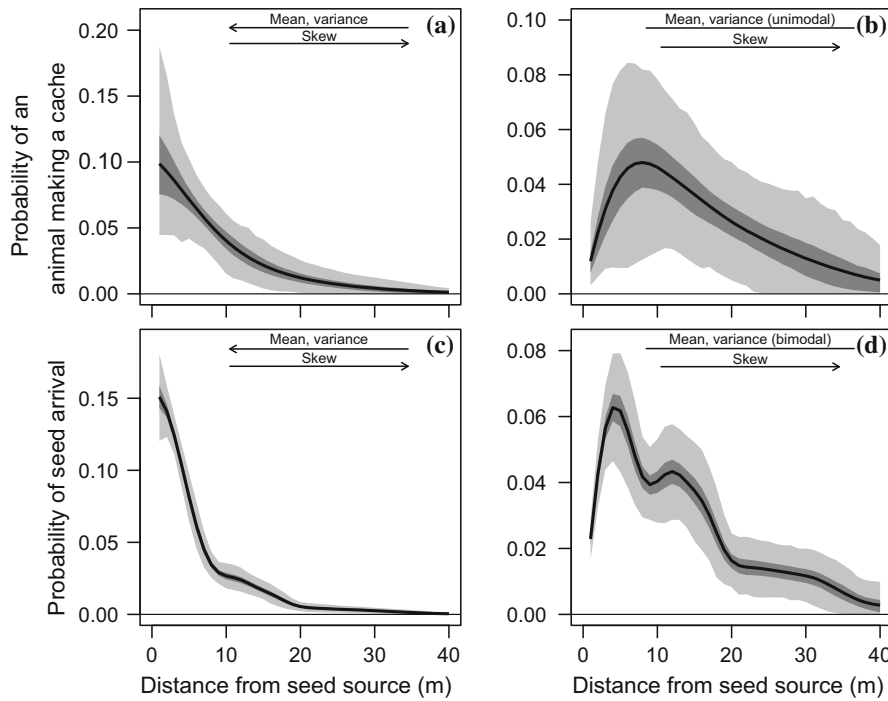 Mean, variance
Skew
(a)
0.20
0.15
0.10
0.05
0.00
Probability of an
animal making a cache
Mean, variance (unimodal)
Skew
(b)
0.10
0.08
0.06
0.04
0.02
0.00
Mean, variance
Skew
(c)
0.15
0.10
0.05
0.00
Probability of seed arrival
0 10 20 30 40
Distance from seed source (m)
Mean, variance (bimodal)
Skew
(d)
0.08
0.06
0.04
0.02
0.00
0 10 20 30 40
Distance from seed source (m)